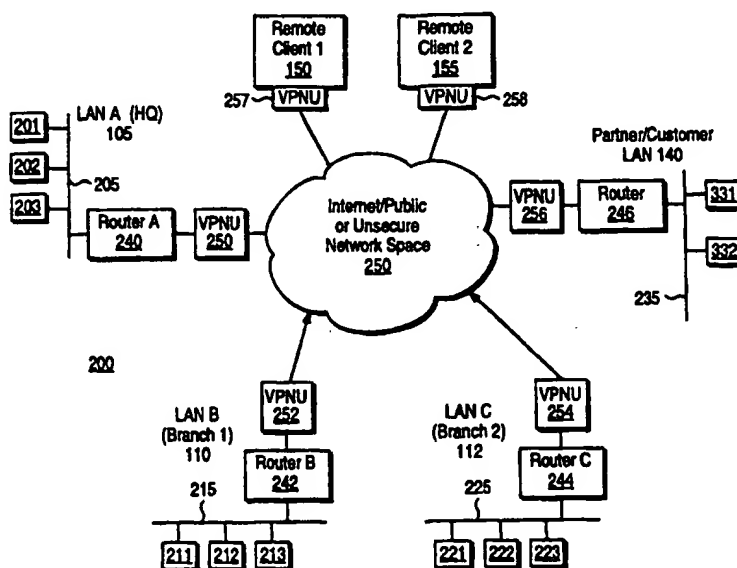 Remote
Client 1
150
VPNU
257
Remote
Client 2
155
VPNU
258
LAN A (HQ)
105
201
202
203
205
Router A
240
VPNU
250
Internet/Public
or Unsecure
Network Space
250
Partner/Customer
LAN 140
VPNU
256
Router
246
331
332
235
200
VPNU
252
LAN B
(Branch 1)
110
Router B
242
215
211
212
213
VPNU
254
LAN C
(Branch 2)
112
Router C
244
225
221
222
223